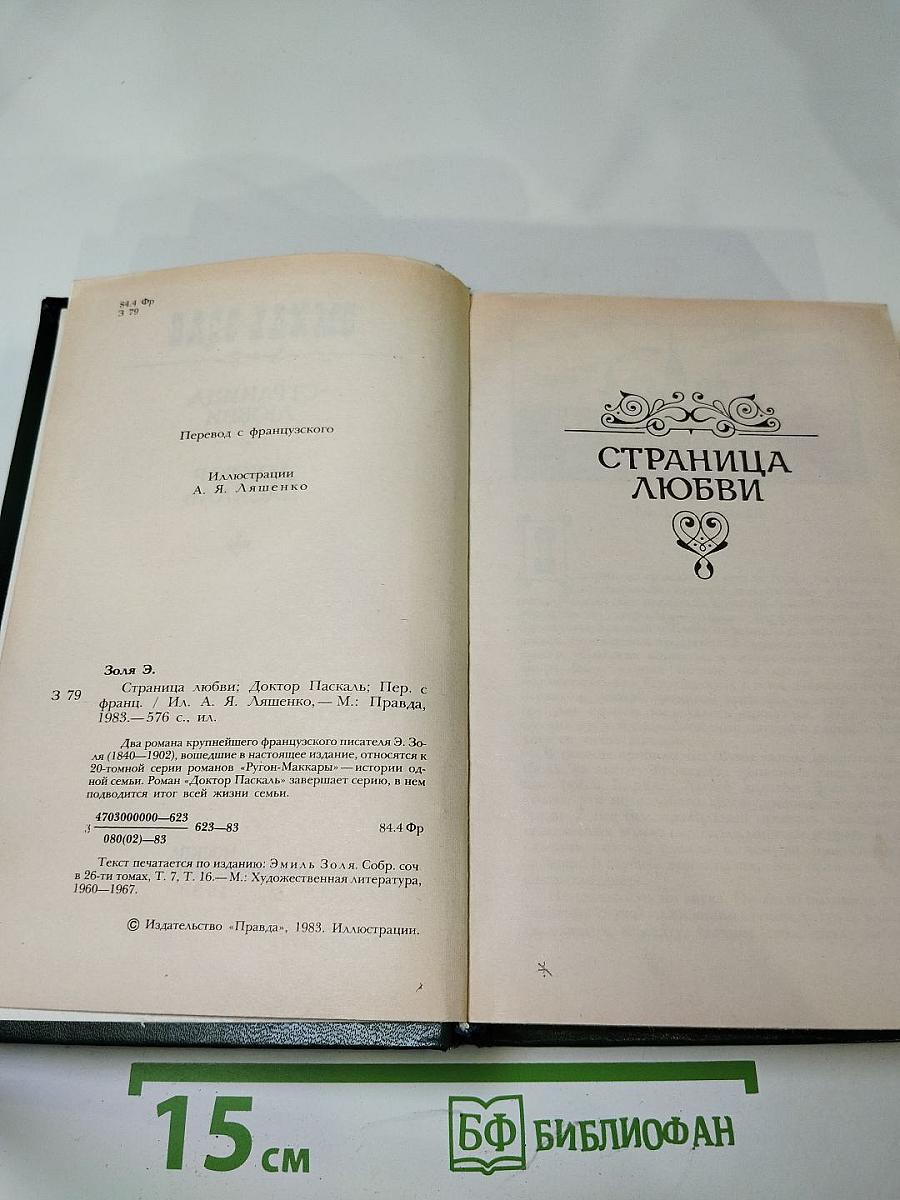 84.4 Фр
З 79
Перевод с французского
Иллюстрации
А. Я. Ляшенко
Золя Э.
З 79
Страница любви; Доктор Паскаль; Пер. с
франц. / Ил. А. Я. Ляшенко,— М.: Правда,
1983.—576 с., ил.
Два романа крупнейшего французского писателя Э. Зо-
ля (1840—1902), вошедшие в настоящее издание, относятся к
20-томной серии романов «Ругон-Маккары»—истории од-
ной семьи. Роман «Доктор Паскаль» завершает серию, в нем
подводится итог всей жизни семьи.
4703000000—623
З 623—83 84.4 Фр
080(02)—83
Текст печатается по изданию: Эмиль Золя. Собр. соч
в 26-ти томах, Т. 7, Т. 16.—М.: Художественная литература,
1960—1967.
© Издательство «Правда», 1983. Иллюстрации.
СТРАНИЦА
ЛЮБВИ
15 см
БФ БИБЛИОФАН